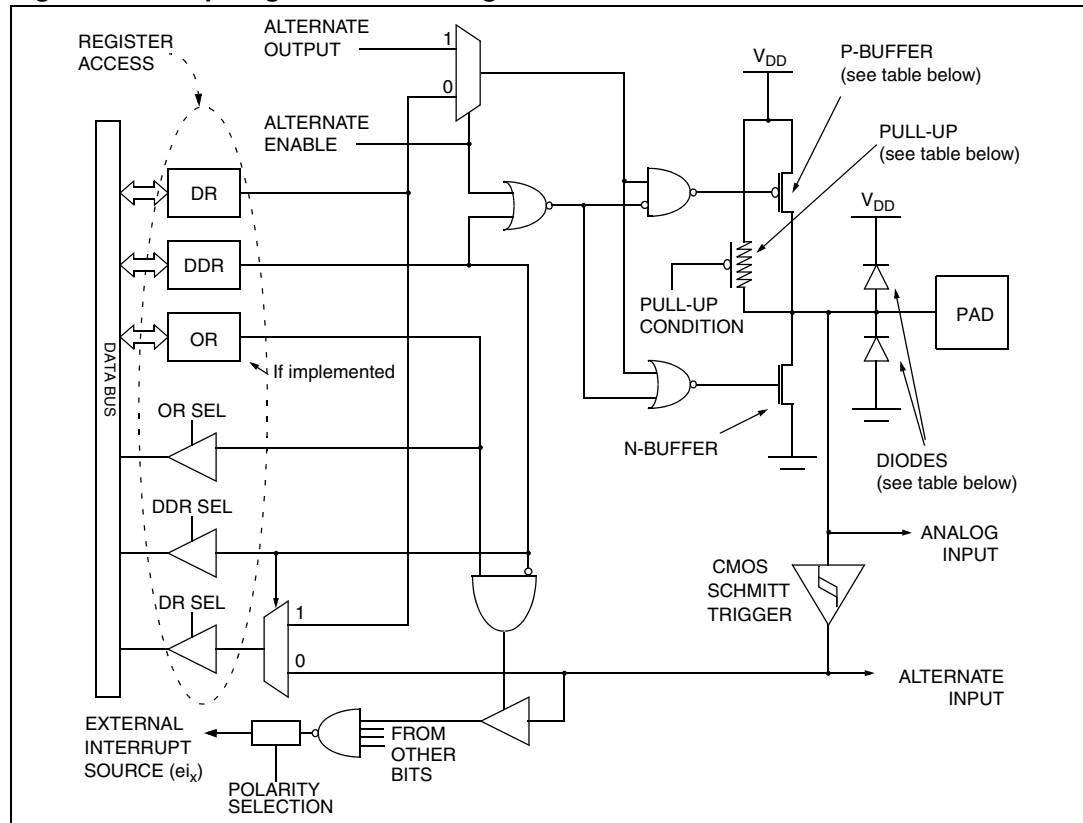 REGISTER
ACCESS
ALTERNATE
OUTPUT
1
0
ALTERNATE
ENABLE
VDD
P-BUFFER
(see table below)
PULL-UP
(see table below)
DR
DDR
OR
If implemented
DATA BUS
PULL-UP
CONDITION
VDD
PAD
N-BUFFER
DIODES
(see table below)
OR SEL
DDR SEL
DR SEL
1
0
ANALOG
INPUT
CMOS
SCHMITT
TRIGGER
ALTERNATE
INPUT
EXTERNAL
INTERRUPT
SOURCE (eix)
POLARITY
SELECTION
FROM
OTHER
BITS